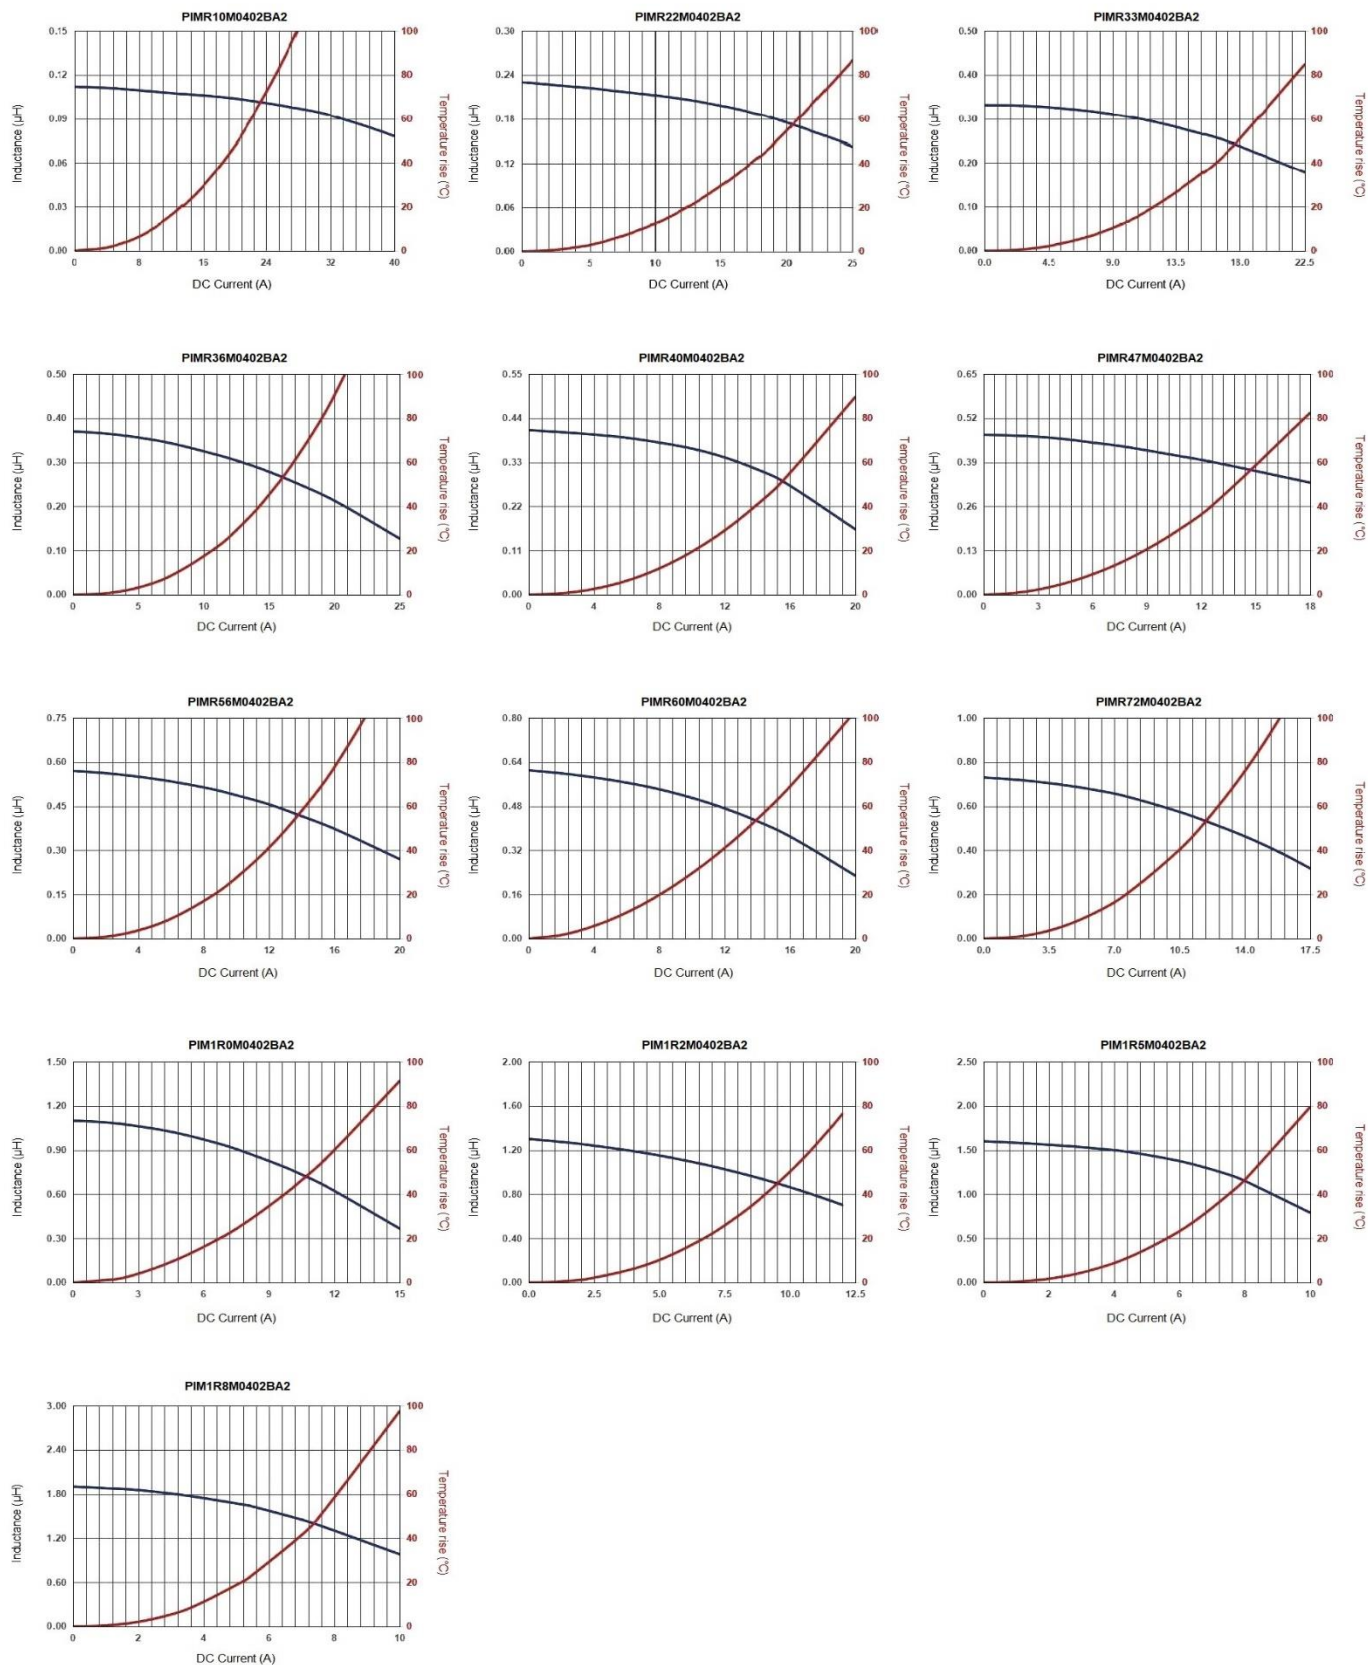 PIMR10M0402BA2
Inductance (µH)
0.15
0.12
0.09
0.06
0.03
0.00
100
80
60
40
20
0
Temperature rise (°C)
0 8 16 24 32 40
DC Current (A)
PIMR22M0402BA2
Inductance (µH)
0.30
0.24
0.18
0.12
0.06
0.00
100
80
60
40
20
0
Temperature rise (°C)
0 5 10 15 20 25
DC Current (A)
PIMR33M0402BA2
Inductance (µH)
0.50
0.40
0.30
0.20
0.10
0.00
100
80
60
40
20
0
Temperature rise (°C)
0.0 4.5 9.0 13.5 18.0 22.5
DC Current (A)
PIMR36M0402BA2
Inductance (µH)
0.50
0.40
0.30
0.20
0.10
0.00
100
80
60
40
20
0
Temperature rise (°C)
0 5 10 15 20 25
DC Current (A)
PIMR40M0402BA2
Inductance (µH)
0.55
0.44
0.33
0.22
0.11
0.00
100
80
60
40
20
0
Temperature rise (°C)
0 4 8 12 16 20
DC Current (A)
PIMR47M0402BA2
Inductance (µH)
0.65
0.52
0.39
0.26
0.13
0.00
100
80
60
40
20
0
Temperature rise (°C)
0 3 6 9 12 15 18
DC Current (A)
PIMR56M0402BA2
Inductance (µH)
0.75
0.60
0.45
0.30
0.15
0.00
100
80
60
40
20
0
Temperature rise (°C)
0 4 8 12 16 20
DC Current (A)
PIMR60M0402BA2
Inductance (µH)
0.80
0.64
0.48
0.32
0.16
0.00
100
80
60
40
20
0
Temperature rise (°C)
0 4 8 12 16 20
DC Current (A)
PIMR72M0402BA2
Inductance (µH)
1.00
0.80
0.60
0.40
0.20
0.00
100
80
60
40
20
0
Temperature rise (°C)
0.0 3.5 7.0 10.5 14.0 17.5
DC Current (A)
PIM1R0M0402BA2
Inductance (µH)
1.50
1.20
0.90
0.60
0.30
0.00
100
80
60
40
20
0
Temperature rise (°C)
0 3 6 9 12 15
DC Current (A)
PIM1R2M0402BA2
Inductance (µH)
2.00
1.60
1.20
0.80
0.40
0.00
100
80
60
40
20
0
Temperature rise (°C)
0.0 2.5 5.0 7.5 10.0 12.5
DC Current (A)
PIM1R5M0402BA2
Inductance (µH)
2.50
2.00
1.50
1.00
0.50
0.00
100
80
60
40
20
0
Temperature rise (°C)
0 2 4 6 8 10
DC Current (A)
PIM1R8M0402BA2
Inductance (µH)
3.00
2.40
1.80
1.20
0.60
0.00
100
80
60
40
20
0
Temperature rise (°C)
0 2 4 6 8 10
DC Current (A)